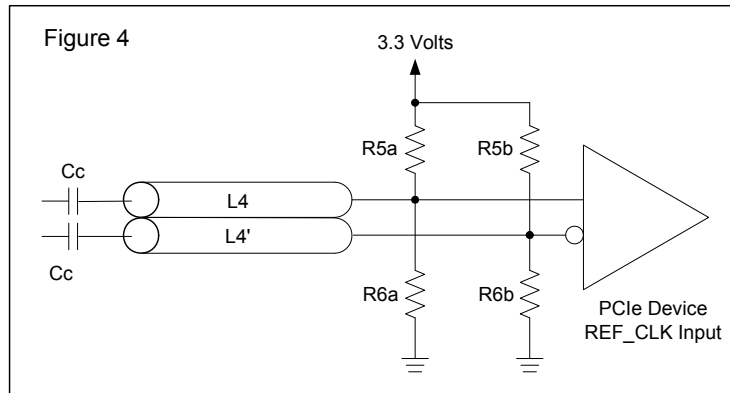 Figure 4
3.3 Volts
R5a
R5b
Cc
L4
L4'
Cc
R6a
R6b
PCIe Device
REF_CLK Input